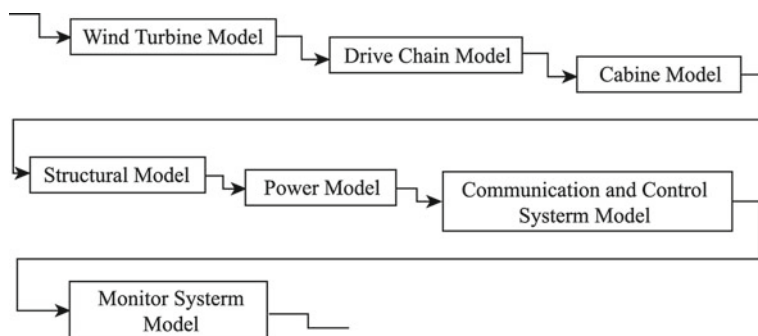 Wind Turbine Model
Drive Chain Model
Cabine Model
Structural Model
Power Model
Communication and Control
Systerm Model
Monitor Systerm
Model